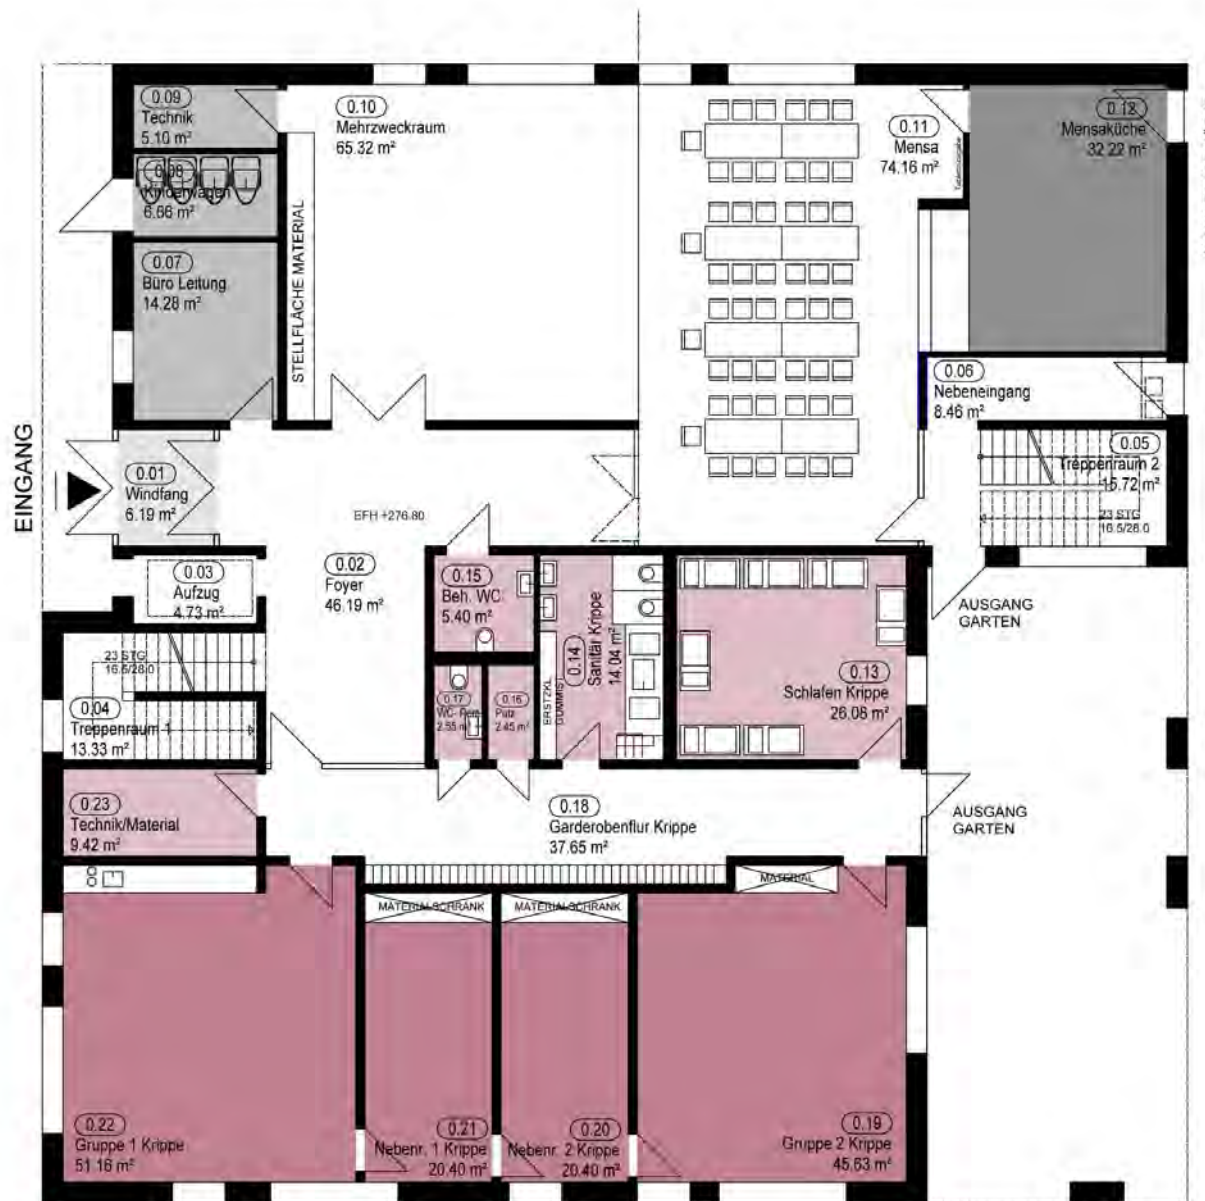 0.09
Technik
5.10 m²
0.10
Mehrzweckraum
65.32 m²
0.11
Mensa
74.16 m²
0.12
Mensaküche
32.22 m²
0.08
Kinderwagen
6.66 m²
0.07
Büro Leitung
14.28 m²
STELLFLÄCHE MATERIAL
0.06
Nebeneingang
8.46 m²
EINGANG
0.01
Windfang
6.19 m²
0.05
Treppenraum 2
15.72 m²
23 STG
16.5/28.0
EFH +276.80
0.02
Foyer
46.19 m²
0.03
Aufzug
4.73 m²
0.15
Beh. WC
5.40 m²
0.14
Sanitär Krippe
14.04 m²
ERSTZKL
GUMMIST
0.13
Schlafen Krippe
26.08 m²
AUSGANG
GARTEN
23 STG
16.5/28.0
0.04
Treppenraum 1
13.33 m²
0.17
2.55 m²
0.16
Putz
2.45 m²
0.23
Technik/Material
9.42 m²
0.18
Garderobenflur Krippe
37.65 m²
AUSGANG
GARTEN
MATERIAL
MATERIALSCHRANK
MATERIALSCHRANK
0.22
Gruppe 1 Krippe
51.16 m²
0.21
Nebenr. 1 Krippe
20.40 m²
0.20
Nebenr. 2 Krippe
20.40 m²
0.19
Gruppe 2 Krippe
45.63 m²